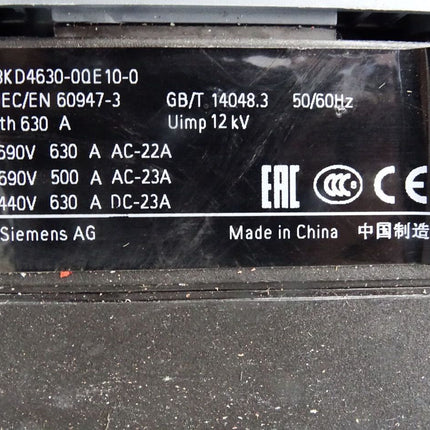 3KD4630-0QE10-0
IEC/EN 60947-3 GB/T 14048.3 50/60Hz
Ith 630 A Uimp 12 kV
690V 630 A AC-22A
690V 500 A AC-23A
440V 630 A DC-23A
EAC CCC CE
Siemens AG Made in China 中国制造